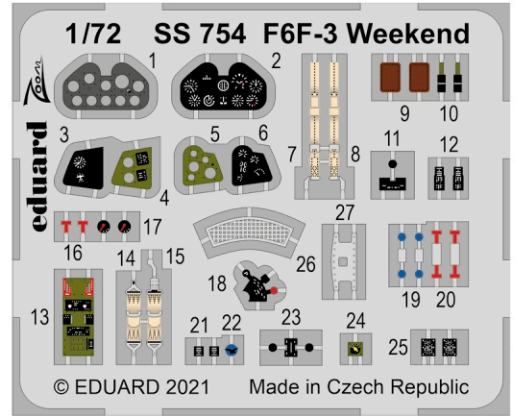 1/72 SS 754 F6F-3 Weekend
Zoom
eduard
1 2
3 4 5 6 7 8 9 10 11 12
16 17 14 15 26 27
13 18 19 20
21 22 23 24 25
© EDUARD 2021 Made in Czech Republic